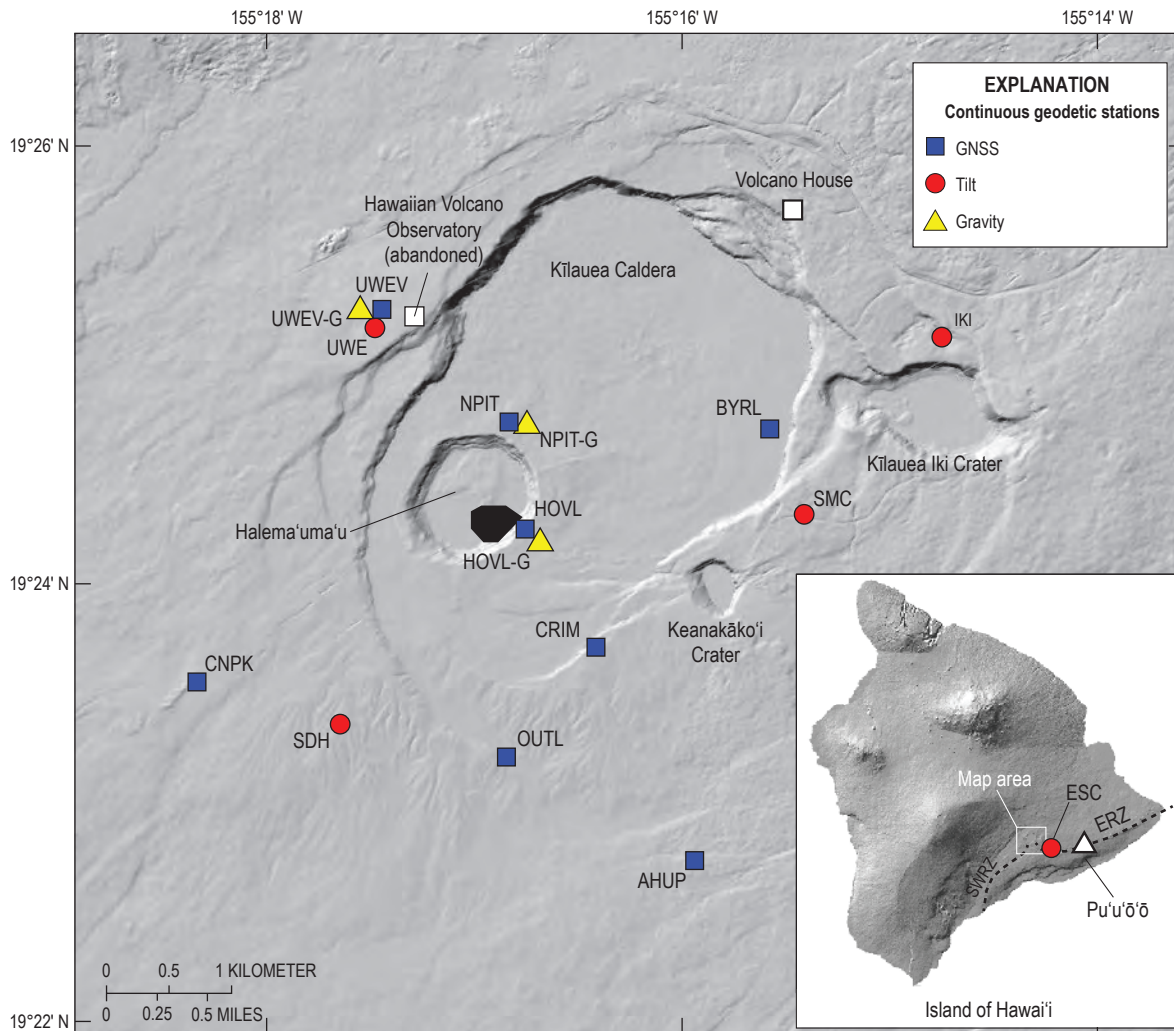 155°18' W
155°16' W
155°14' W
EXPLANATION
Continuous geodetic stations
GNSS
Tilt
Gravity
19°26' N
Volcano House
Hawaiian Volcano
Observatory
(abandoned)
Kīlauea Caldera
UWEV
UWEV-G
UWE
IKI
NPIT
NPIT-G
BYRL
Kīlauea Iki Crater
SMC
Halemaʻumaʻu
HOVL
HOVL-G
19°24' N
CRIM
Keanakākoʻi
Crater
CNPK
SDH
OUTL
AHUP
Map area
ESC
ERZ
SWRZ
Puʻuʻōʻō
Island of Hawaiʻi
0 0.5 1 KILOMETER
0 0.25 0.5 MILES
19°22' N